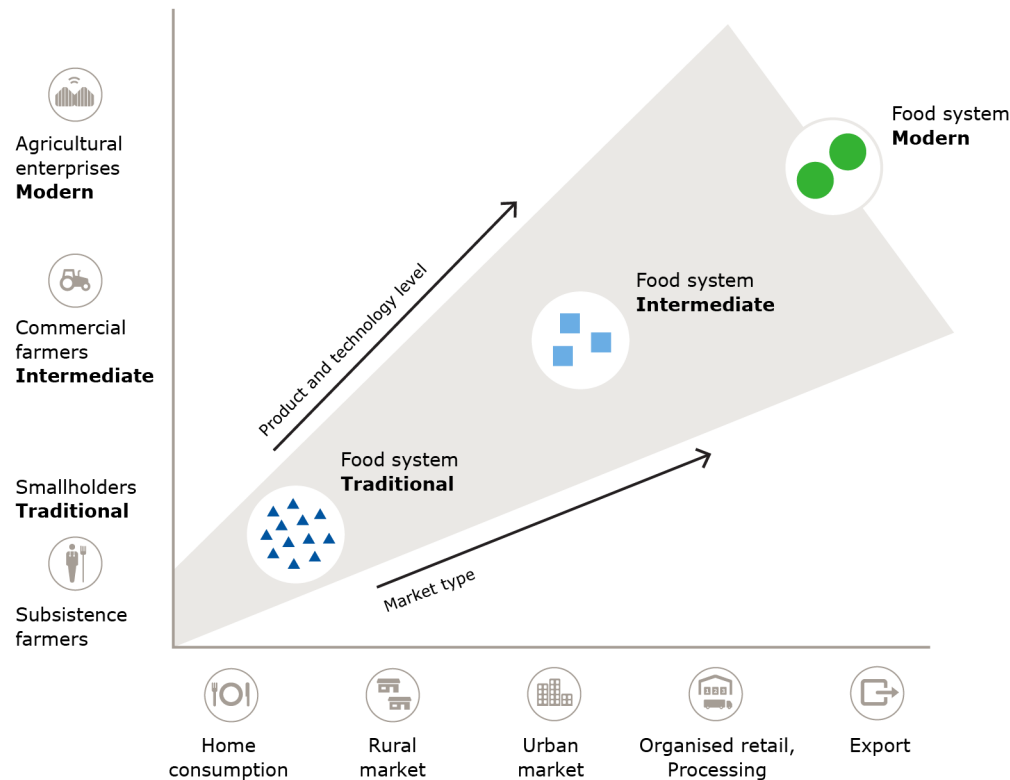 Food system
Modern
Agricultural
enterprises
Modern
Product and technology level
Food system
Intermediate
Commercial
farmers
Intermediate
Food system
Traditional
Smallholders
Traditional
Market type
Subsistence
farmers
Home
consumption
Rural
market
Urban
market
Organised retail,
Processing
Export